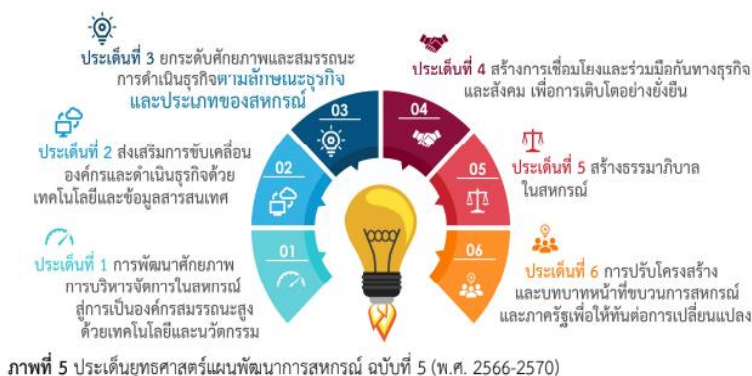 ประเด็นที่ 3 ยกระดับศักยภาพและสมรรถนะ
การดำเนินธุรกิจตามลักษณะธุรกิจ
และประเภทของสหกรณ์
ประเด็นที่ 4 สร้างการเชื่อมโยงและร่วมมือกันทางธุรกิจ
และสังคม เพื่อการเติบโตอย่างยั่งยืน
ประเด็นที่ 2 ส่งเสริมการขับเคลื่อน
องค์กรและดำเนินธุรกิจด้วย
เทคโนโลยีและข้อมูลสารสนเทศ
ประเด็นที่ 5 สร้างธรรมาภิบาล
ในสหกรณ์
ประเด็นที่ 1 การพัฒนาศักยภาพ
การบริหารจัดการในสหกรณ์
สู่การเป็นองค์กรสมรรถนะสูง
ด้วยเทคโนโลยีและนวัตกรรม
ประเด็นที่ 6 การปรับโครงสร้าง
และบทบาทหน้าที่ขบวนการสหกรณ์
และภาครัฐเพื่อให้ทันต่อการเปลี่ยนแปลง
01
02
03
04
05
06
ภาพที่ 5 ประเด็นยุทธศาสตร์แผนพัฒนาการสหกรณ์ ฉบับที่ 5 (พ.ศ. 2566-2570)